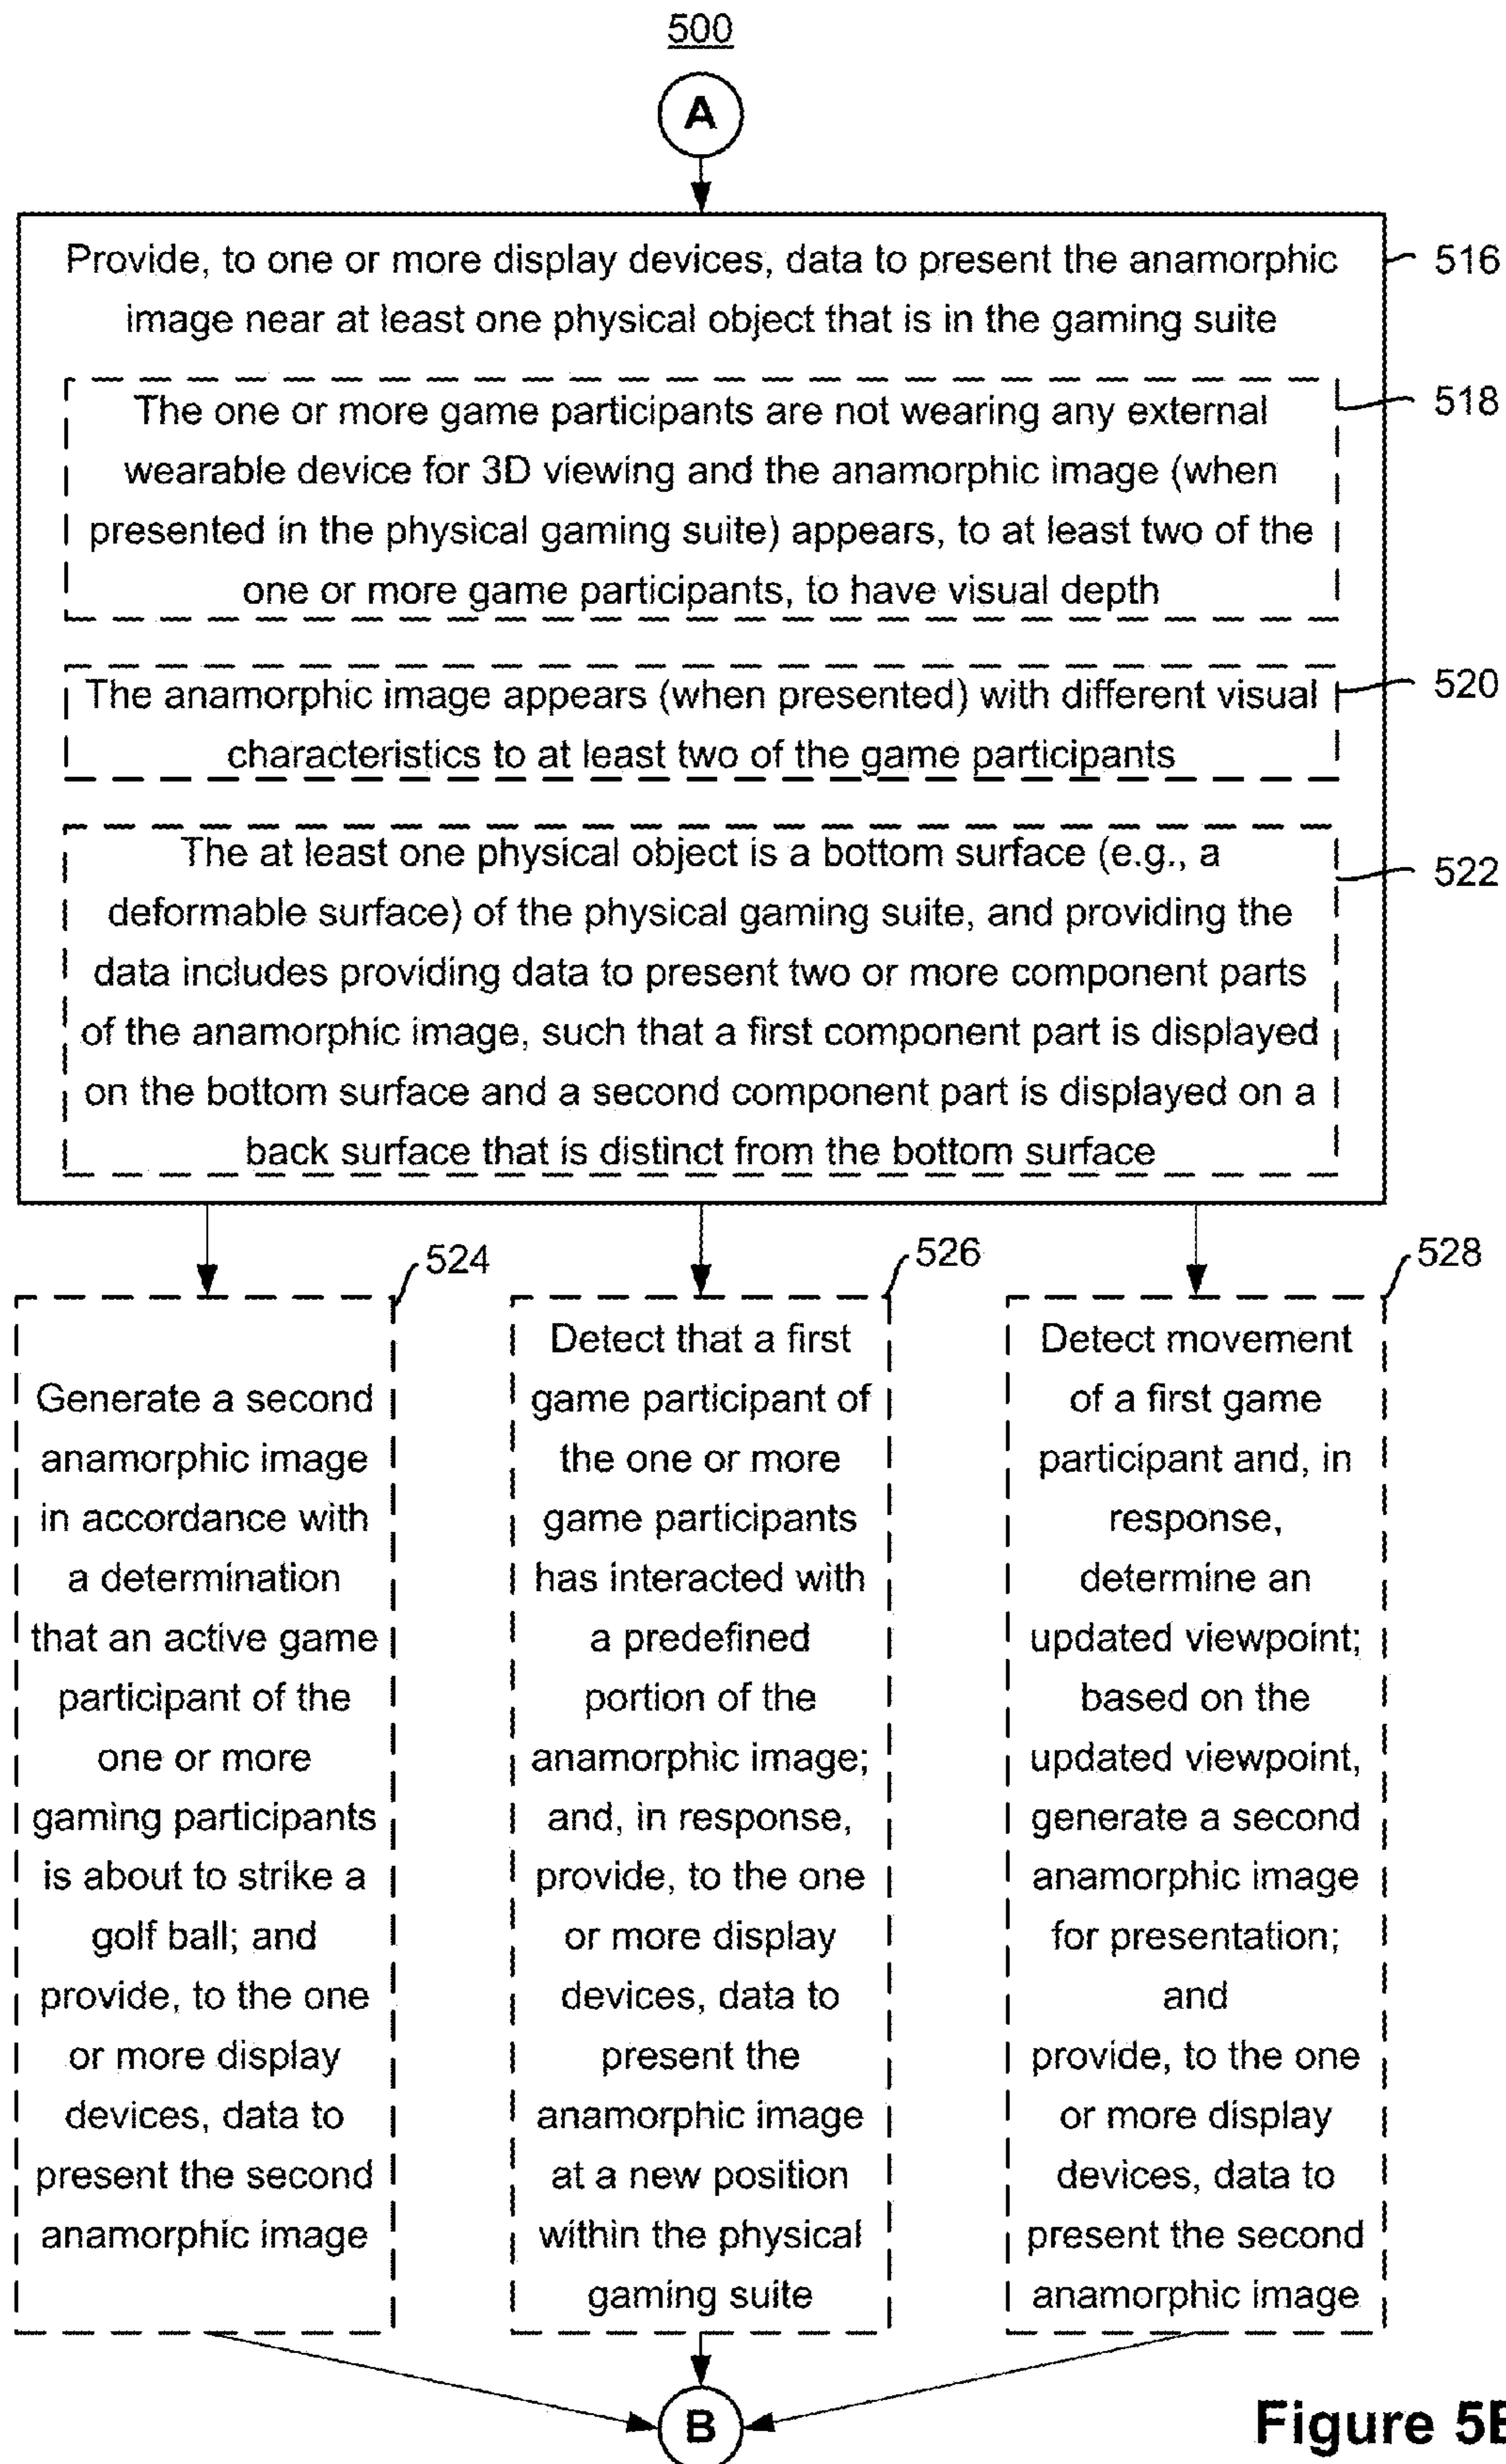 500
A
Provide, to one or more display devices, data to present the anamorphic
image near at least one physical object that is in the gaming suite
516
The one or more game participants are not wearing any external
wearable device for 3D viewing and the anamorphic image (when
presented in the physical gaming suite) appears, to at least two of the
one or more game participants, to have visual depth
518
The anamorphic image appears (when presented) with different visual
characteristics to at least two of the game participants
520
The at least one physical object is a bottom surface (e.g., a
deformable surface) of the physical gaming suite, and providing the
data includes providing data to present two or more component parts
of the anamorphic image, such that a first component part is displayed
on the bottom surface and a second component part is displayed on a
back surface that is distinct from the bottom surface
522
524
Generate a second
anamorphic image
in accordance with
a determination
that an active game
participant of the
one or more
gaming participants
is about to strike a
golf ball; and
provide, to the one
or more display
devices, data to
present the second
anamorphic image
526
Detect that a first
game participant of
the one or more
game participants
has interacted with
a predefined
portion of the
anamorphic image;
and, in response,
provide, to the one
or more display
devices, data to
present the
anamorphic image
at a new position
within the physical
gaming suite
528
Detect movement
of a first game
participant and, in
response,
determine an
updated viewpoint;
based on the
updated viewpoint,
generate a second
anamorphic image
for presentation;
and
provide, to the one
or more display
devices, data to
present the second
anamorphic image
B
Figure 5B